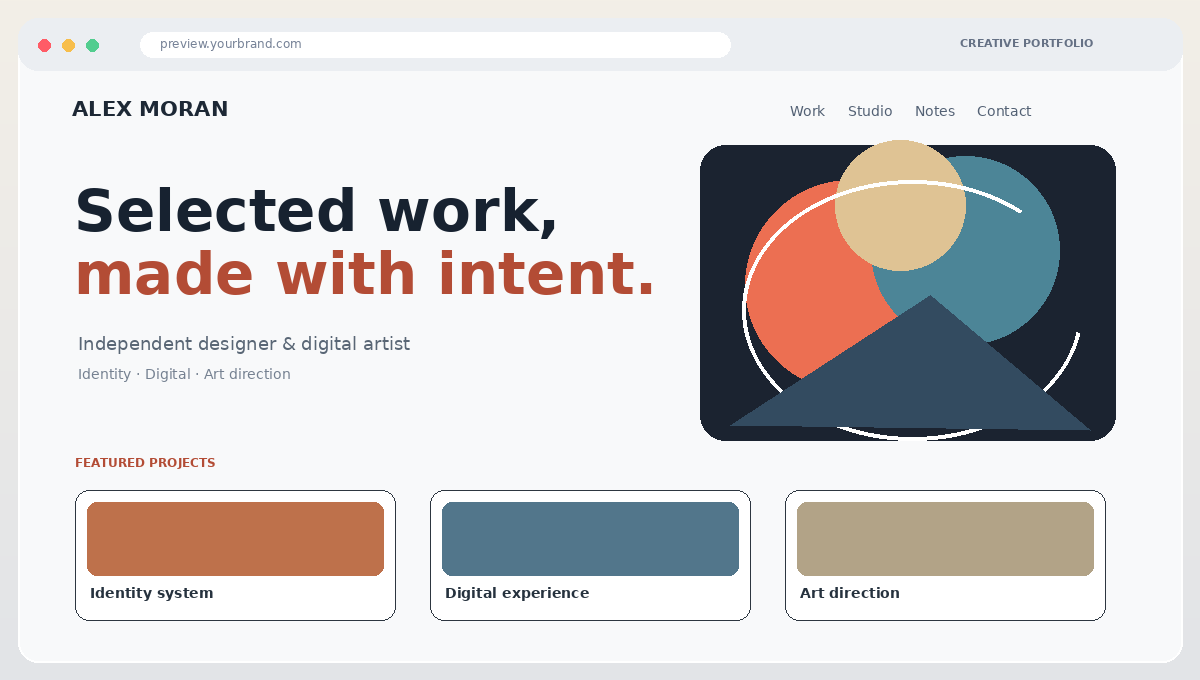 preview.yourbrand.com
CREATIVE PORTFOLIO
ALEX MORAN
Work Studio Notes Contact
Selected work,
made with intent.
Independent designer & digital artist
Identity · Digital · Art direction
FEATURED PROJECTS
Identity system
Digital experience
Art direction